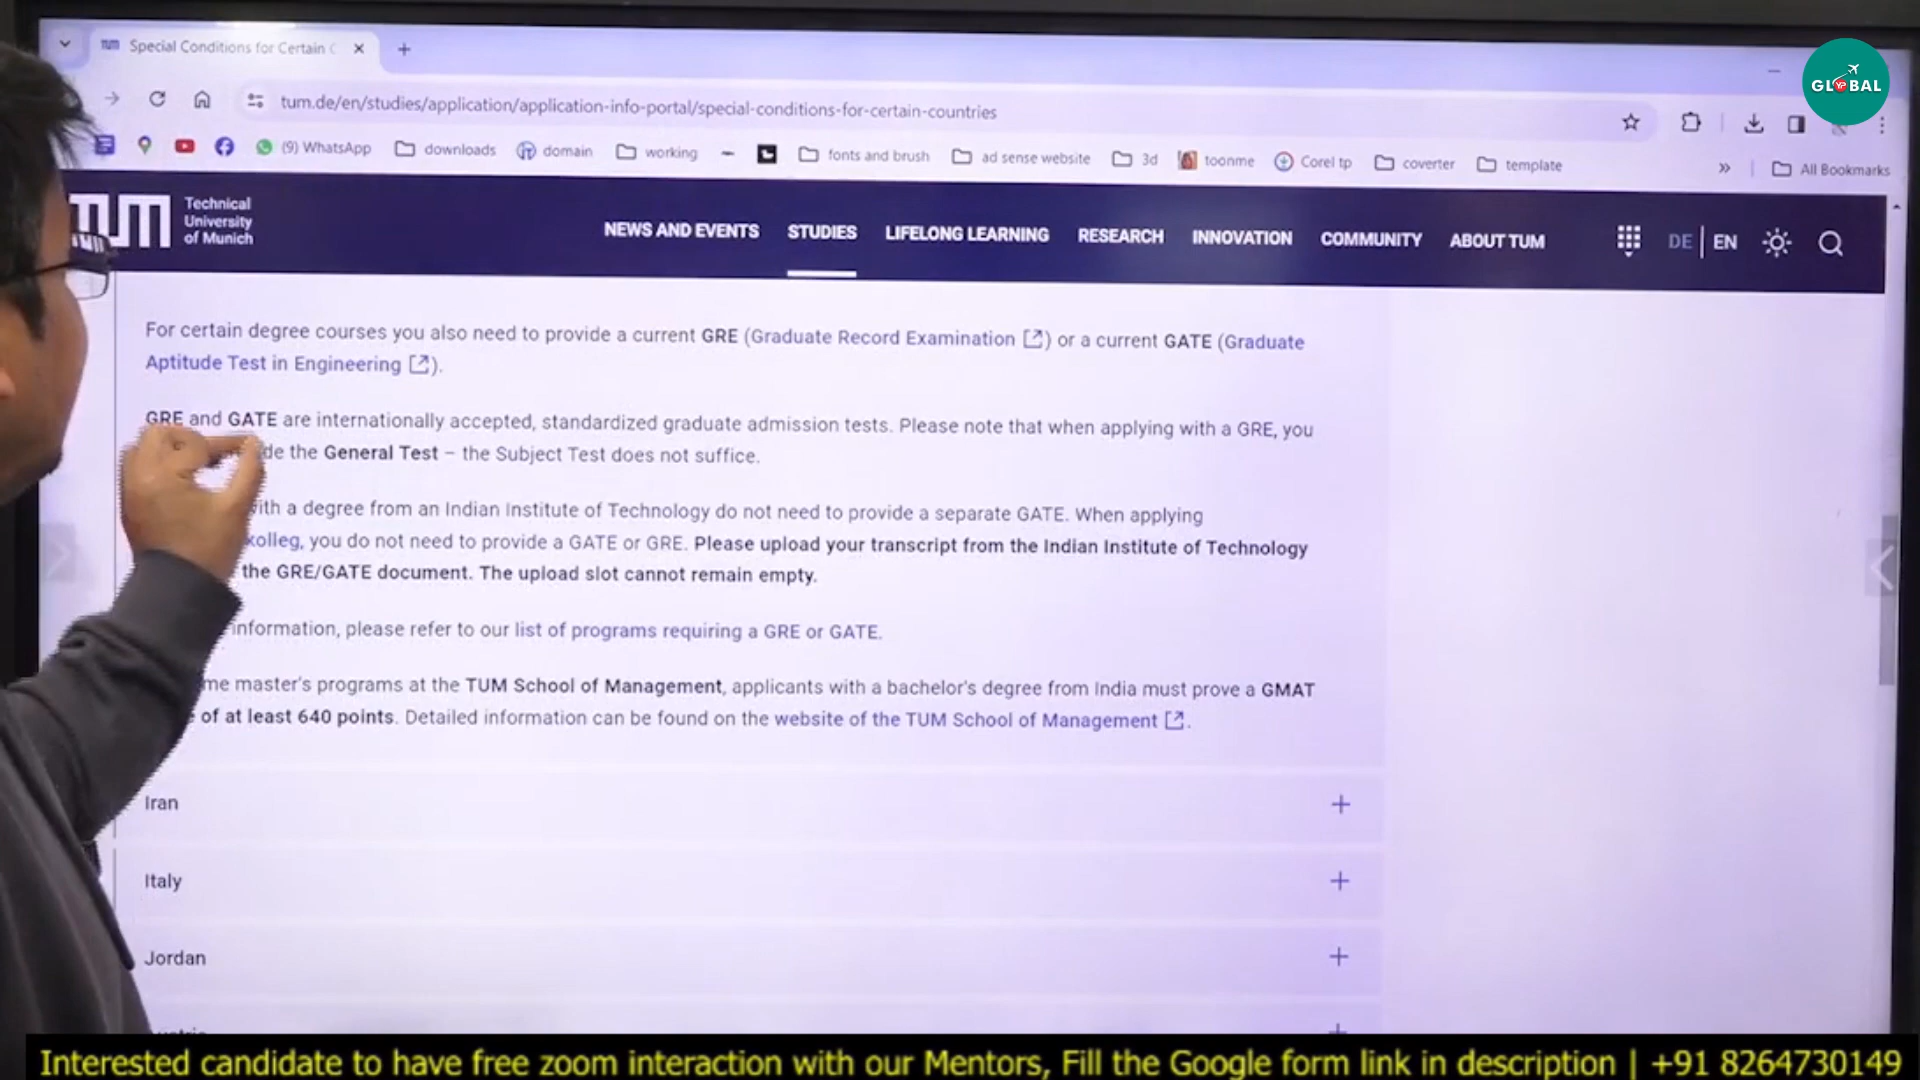 Special Conditions for Certain C
GLOBAL
YP
tum.de/en/studies/application/application-info-portal/special-conditions-for-certain-countries
(9) WhatsApp downloads domain working fonts and brush ad sense website 3d toonme Corel tp coverter template » All Bookmarks
TUM Technical
University
of Munich
NEWS AND EVENTS STUDIES LIFELONG LEARNING RESEARCH INNOVATION COMMUNITY ABOUT TUM DE | EN
For certain degree courses you also need to provide a current GRE (Graduate Record Examination) or a current GATE (Graduate
Aptitude Test in Engineering).
GRE and GATE are internationally accepted, standardized graduate admission tests. Please note that when applying with a GRE, you
the General Test – the Subject Test does not suffice.
with a degree from an Indian Institute of Technology do not need to provide a separate GATE. When applying
kolleg, you do not need to provide a GATE or GRE. Please upload your transcript from the Indian Institute of Technology
the GRE/GATE document. The upload slot cannot remain empty.
information, please refer to our list of programs requiring a GRE or GATE.
me master's programs at the TUM School of Management, applicants with a bachelor's degree from India must prove a GMAT
of at least 640 points. Detailed information can be found on the website of the TUM School of Management.
Iran
Italy
Jordan
Interested candidate to have free zoom interaction with our Mentors, Fill the Google form link in description | +91 8264730149